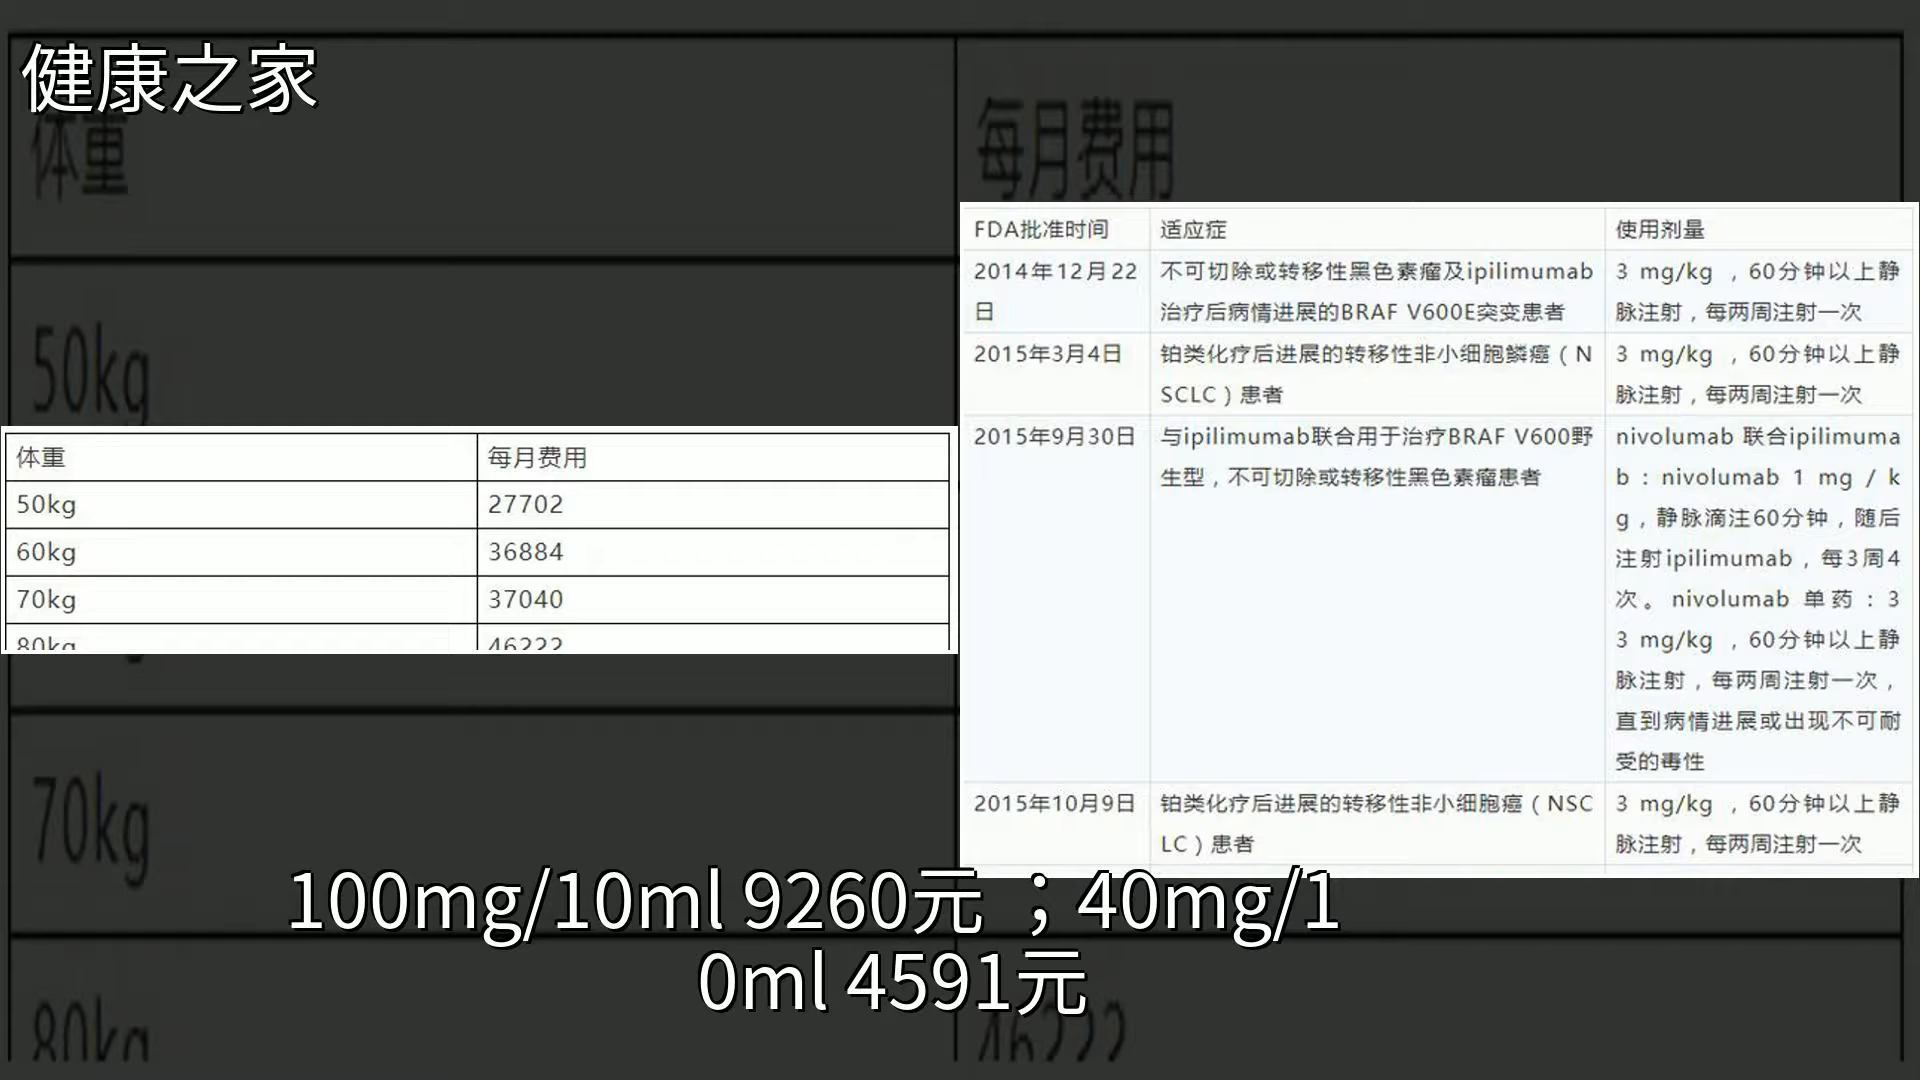 健康之家
体重
每月费用
50kg
70kg
80kg
46222
体重 每月费用
50kg 27702
60kg 36884
70kg 37040
80kg 46222
FDA批准时间 适应症 使用剂量
2014年12月22 不可切除或转移性黑色素瘤及ipilimumab 3 mg/kg ，60分钟以上静
日 治疗后病情进展的BRAF V600E突变患者 脉注射，每两周注射一次
2015年3月4日 铂类化疗后进展的转移性非小细胞鳞癌（N 3 mg/kg ，60分钟以上静
SCLC）患者 脉注射，每两周注射一次
2015年9月30日 与ipilimumab联合用于治疗BRAF V600野 nivolumab 联合ipilimuma
生型，不可切除或转移性黑色素瘤患者 b：nivolumab 1 mg / k
g，静脉滴注60分钟，随后
注射ipilimumab，每3周4
次。nivolumab 单药：3
3 mg/kg ，60分钟以上静
脉注射，每两周注射一次，
直到病情进展或出现不可耐
受的毒性
2015年10月9日 铂类化疗后进展的转移性非小细胞癌（NSC 3 mg/kg ，60分钟以上静
LC）患者 脉注射，每两周注射一次
100mg/10ml 9260元 ；40mg/1
0ml 4591元